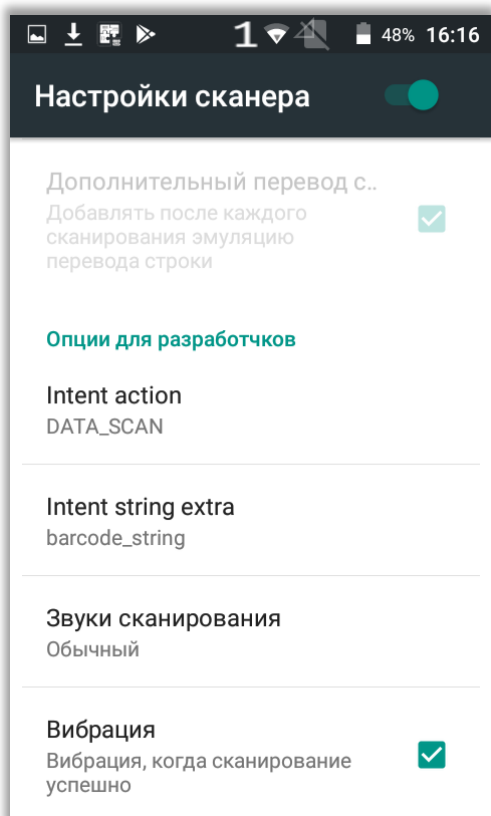 1 48% 16:16
Настройки сканера
Дополнительный перевод с..
Добавлять после каждого
сканирования эмуляцию
перевода строки
Опции для разработчков
Intent action
DATA_SCAN
Intent string extra
barcode_string
Звуки сканирования
Обычный
Вибрация
Вибрация, когда сканирование
успешно